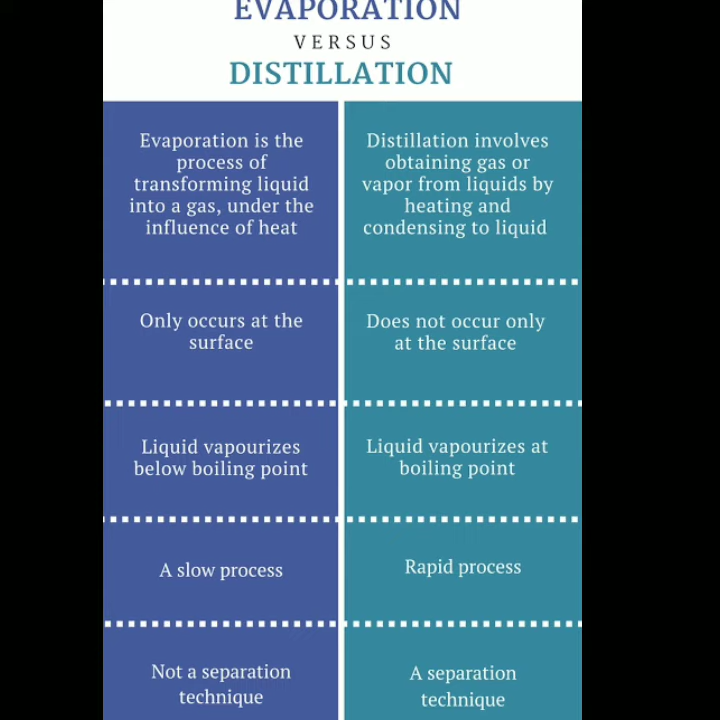 EVAPORATION
VERSUS
DISTILLATION
Evaporation is the
process of
transforming liquid
into a gas, under the
influence of heat
Distillation involves
obtaining gas or
vapor from liquids by
heating and
condensing to liquid
Only occurs at the
surface
Does not occur only
at the surface
Liquid vapourizes
below boiling point
Liquid vapourizes at
boiling point
A slow process
Rapid process
Not a separation
technique
A separation
technique